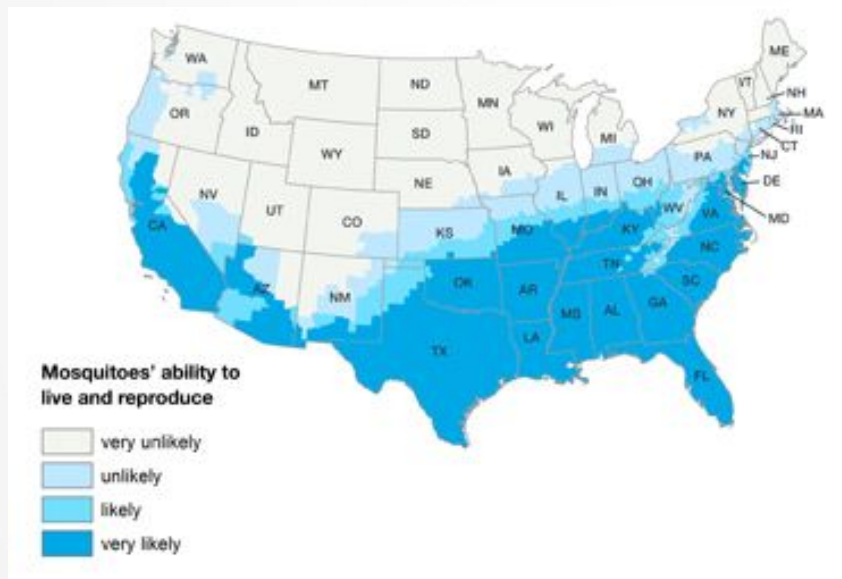 WA
ME
MT
ND
VT
MN
NH
OR
NY
MA
ID
SD
WI
MI
RI
CT
WY
PA
NJ
IA
NE
OH
DE
NV
IL
IN
UT
WV
MD
CO
CA
KS
MO
KY
VA
NC
TN
AZ
NM
OK
AR
SC
MS
AL
GA
LA
TX
FL
Mosquitoes' ability to
live and reproduce
very unlikely
unlikely
likely
very likely